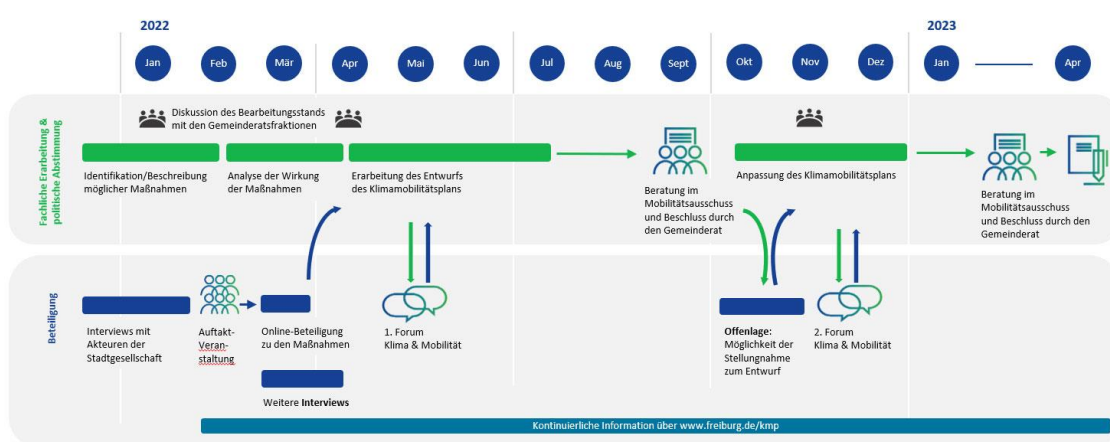 2022
2023
Jan
Feb
Mär
Apr
Mai
Jun
Jul
Aug
Sept
Okt
Nov
Dez
Jan
Apr
Fachliche Erarbeitung &
politische Abstimmung
Diskussion des Bearbeitungsstands
mit den Gemeinderatsfraktionen
Identifikation/Beschreibung
möglicher Maßnahmen
Analyse der Wirkung
der Maßnahmen
Erarbeitung des Entwurfs
des Klimamobilitätsplans
Beratung im
Mobilitätsausschuss
und Beschluss durch
den Gemeinderat
Anpassung des Klimamobilitätsplans
Beratung im
Mobilitätsausschuss
und Beschluss durch den
Gemeinderat
Beteiligung
Interviews mit
Akteuren der
Stadtgesellschaft
Auftakt-
Veran-
staltung
Online-Beteiligung
zu den Maßnahmen
Weitere Interviews
1. Forum
Klima & Mobilität
Offenlage:
Möglichkeit der
Stellungnahme
zum Entwurf
2. Forum
Klima & Mobilität
Kontinuierliche Information über www.freiburg.de/kmp